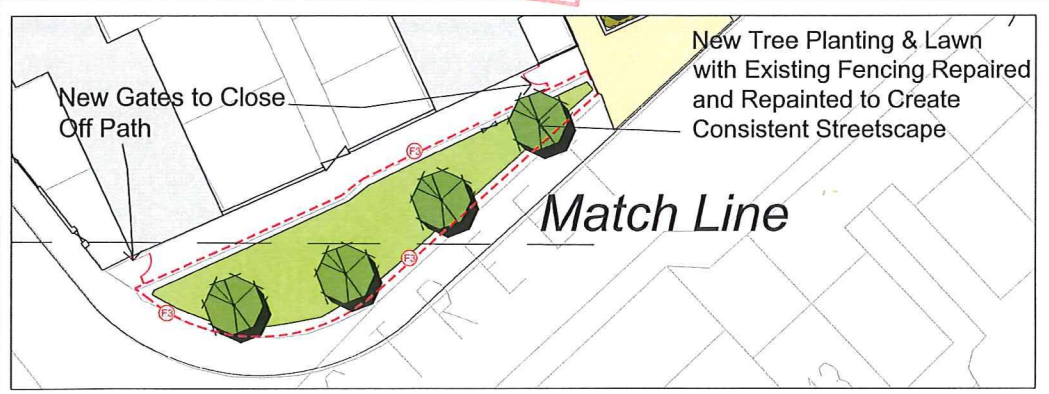 New Tree Planting & Lawn
with Existing Fencing Repaired
and Repainted to Create
Consistent Streetscape
New Gates to Close
Off Path
F3
Match Line
F3
F3
T R E
13